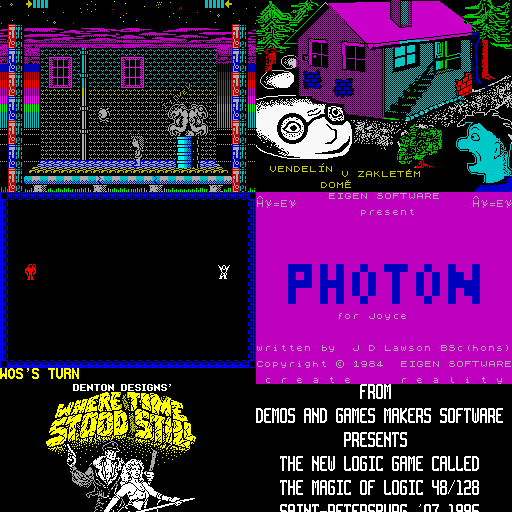 VENDELÍN V ZAKLETÉM
DOMĚ
EIGEN SOFTWARE
present
PHOTON
for Joyce
written by J D Lawson BSc(hons)
Copyright © 1984 EIGEN SOFTWARE
create reality
WOS'S TURN
DENTON DESIGNS'
WHERE TIME
STOOD STILL
FROM
DEMOS AND GAMES MAKERS SOFTWARE
PRESENTS
THE NEW LOGIC GAME CALLED
THE MAGIC OF LOGIC 48/128
SAINT-PETERSBURG '07.1996